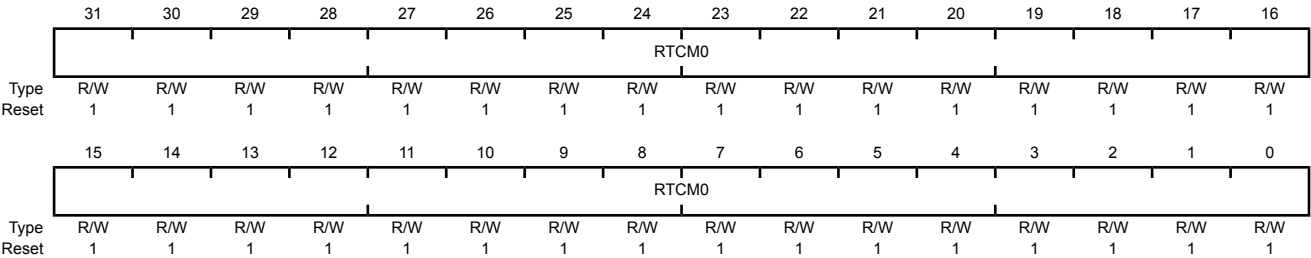 31 30 29 28 27 26 25 24 23 22 21 20 19 18 17 16
RTCM0
Type R/W R/W R/W R/W R/W R/W R/W R/W R/W R/W R/W R/W R/W R/W R/W R/W
Reset 1 1 1 1 1 1 1 1 1 1 1 1 1 1 1 1
15 14 13 12 11 10 9 8 7 6 5 4 3 2 1 0
RTCM0
Type R/W R/W R/W R/W R/W R/W R/W R/W R/W R/W R/W R/W R/W R/W R/W R/W
Reset 1 1 1 1 1 1 1 1 1 1 1 1 1 1 1 1